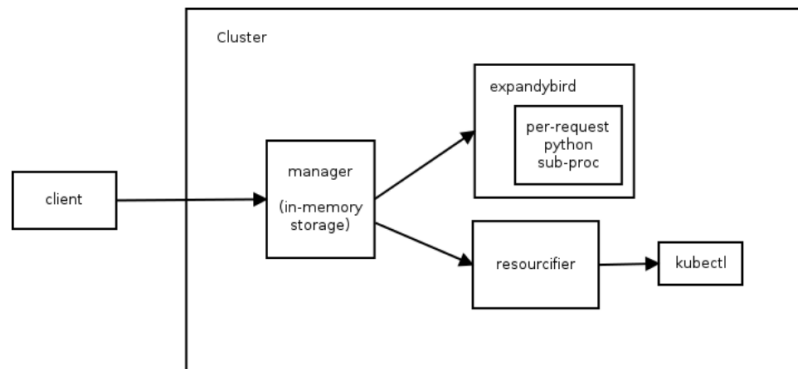 Cluster
expandybird
per-request
python
sub-proc
manager
(in-memory
storage)
client
resourcifier
kubectl